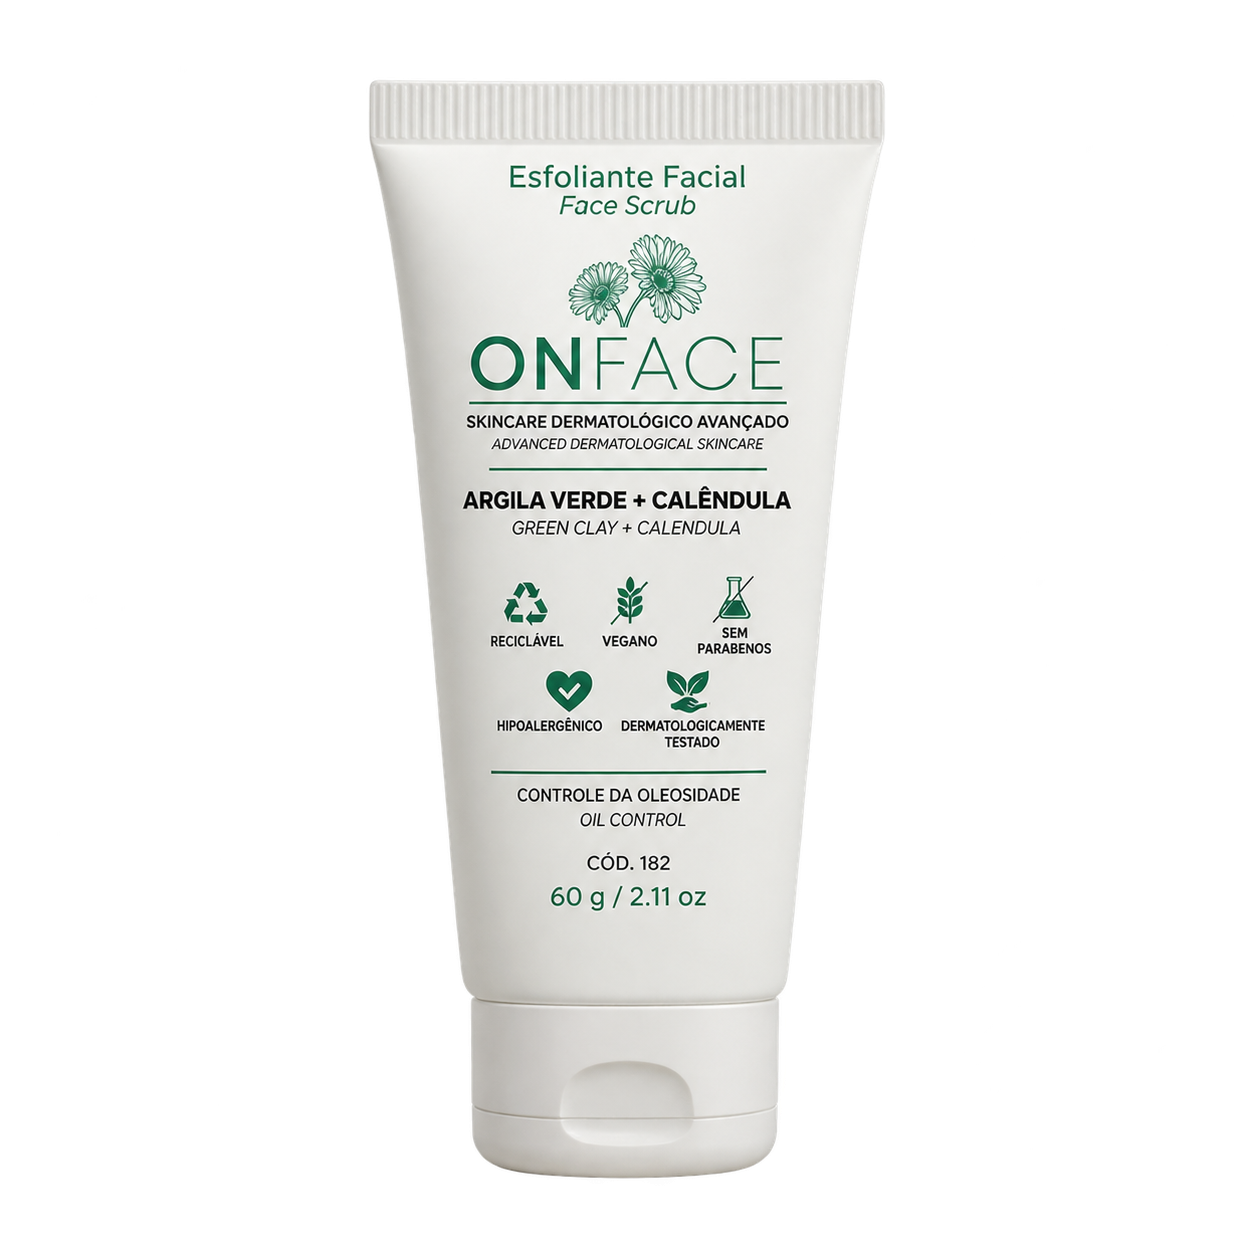 Esfoliante Facial
Face Scrub
ONFACE
SKINCARE DERMATOLÓGICO AVANÇADO
ADVANCED DERMATOLOGICAL SKINCARE
ARGILA VERDE + CALÊNDULA
GREEN CLAY + CALENDULA
RECICLÁVEL
VEGANO
SEM
PARABENOS
HIPOALERGÊNICO
DERMATOLOGICAMENTE
TESTADO
CONTROLE DA OLEOSIDADE
OIL CONTROL
CÓD. 182
60 g / 2.11 oz